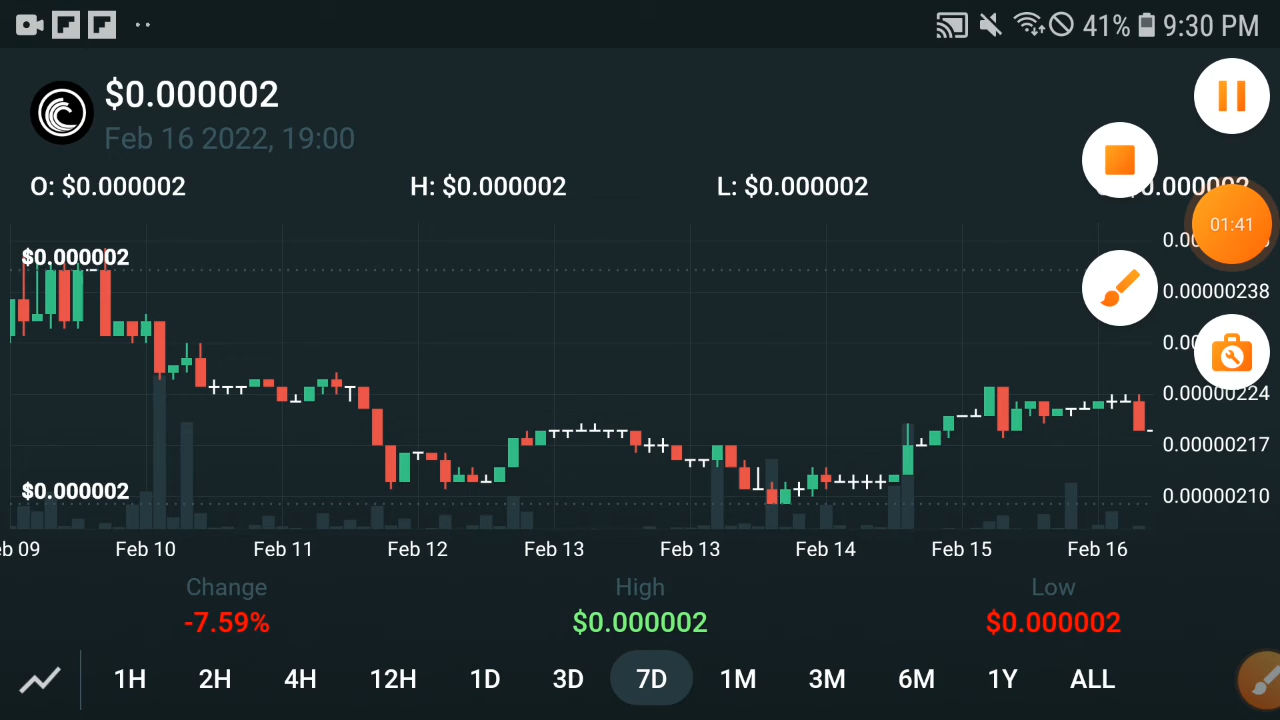 41% 9:30 PM
$0.000002
Feb 16 2022, 19:00
O: $0.000002 H: $0.000002 L: $0.000002
01:41
$0.000002
0.00000238
0.00000224
0.00000217
$0.000002
0.00000210
Feb 10 Feb 11 Feb 12 Feb 13 Feb 13 Feb 14 Feb 15 Feb 16
Change High Low
-7.59% $0.000002 $0.000002
1H 2H 4H 12H 1D 3D 7D 1M 3M 6M 1Y ALL